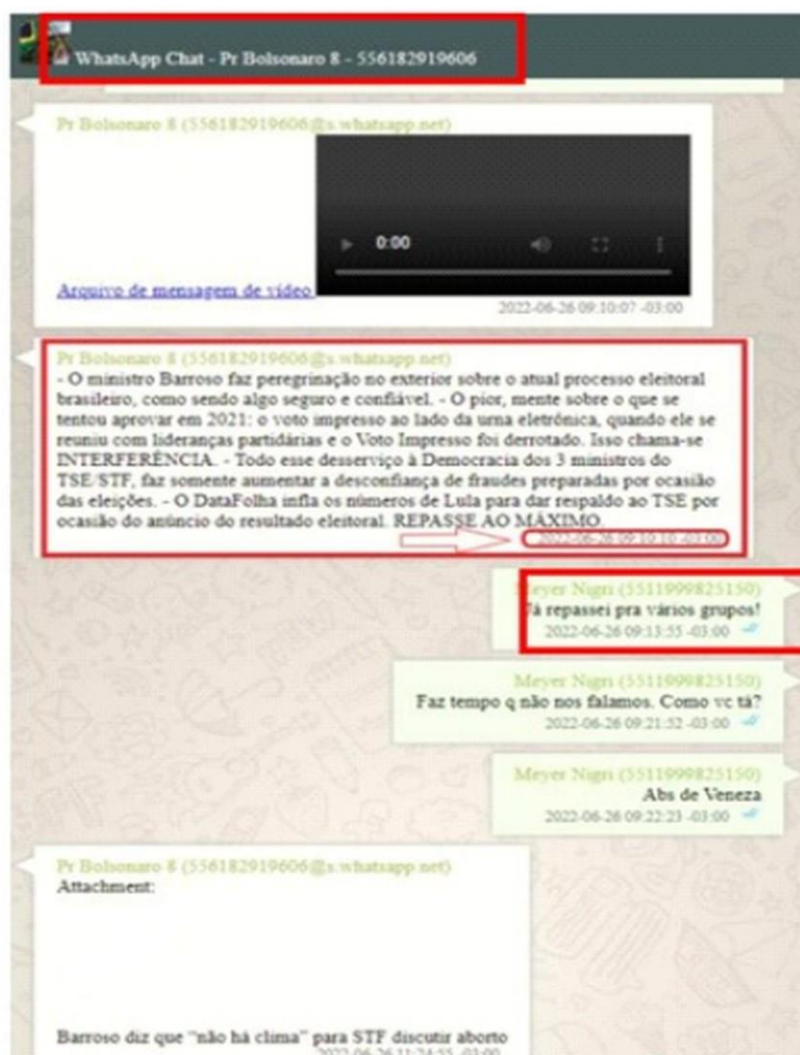 WhatsApp Chat - Pr Bolsonaro 8 - 556182919606
Pr Bolsonaro 8 (556182919606@s.whatsapp.net)
0:00
Arquivo de mensagem de vídeo
2022-06-26 09:10:07 -03:00
Pr Bolsonaro 8 (556182919606@s.whatsapp.net)
- O ministro Barroso faz peregrinação no exterior sobre o atual processo eleitoral
brasileiro, como sendo algo seguro e confiável. - O pior, mente sobre o que se
tentou aprovar em 2021: o voto impresso ao lado da urna eletrônica, quando ele se
reuniu com lideranças partidárias e o Voto Impresso foi derrotado. Isso chama-se
INTERFERÊNCIA. - Todo esse desserviço à Democracia dos 3 ministros do
TSE/STF, faz somente aumentar a desconfiança de fraudes preparadas por ocasião
das eleições. - O DataFolha infla os números de Lula para dar respaldo ao TSE por
ocasião do anúncio do resultado eleitoral. REPASSE AO MÁXIMO.
2022-06-26 09:10:10 -03:00
Meyer Nigri (5511999825150)
Já repassei pra vários grupos!
2022-06-26 09:13:55 -03:00
Meyer Nigri (5511999825150)
Faz tempo q não nos falamos. Como vc tá?
2022-06-26 09:21:52 -03:00
Meyer Nigri (5511999825150)
Abs de Veneza
2022-06-26 09:22:23 -03:00
Pr Bolsonaro 8 (556182919606@s.whatsapp.net)
Attachment:
Barroso diz que "não há clima" para STF discutir aborto
2022-06-26 11:24:55 -03:00